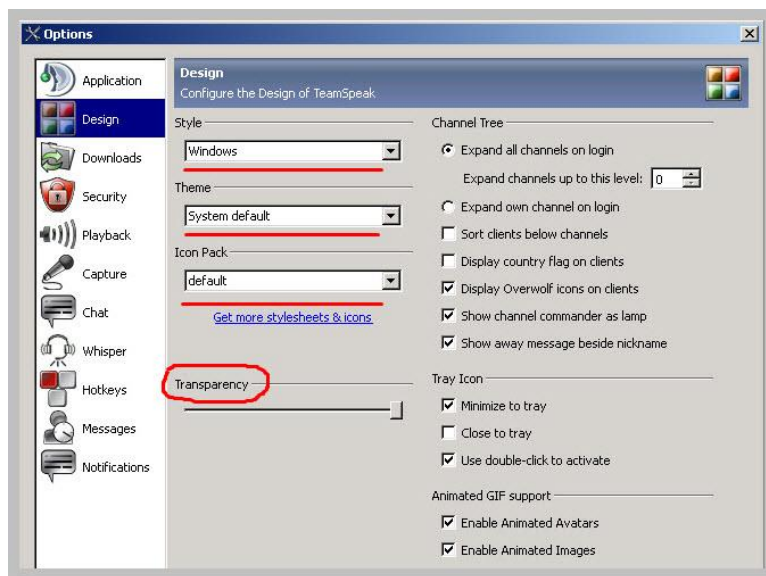 Options
Application
Design
Downloads
Security
Playback
Capture
Chat
Whisper
Hotkeys
Messages
Notifications
Design
Configure the Design of TeamSpeak
Style
Windows
Theme
System default
Icon Pack
default
Get more stylesheets & icons
Transparency
Channel Tree
Expand all channels on login
Expand channels up to this level: 0
Expand own channel on login
Sort clients below channels
Display country flag on clients
Display Overwolf icons on clients
Show channel commander as lamp
Show away message beside nickname
Tray Icon
Minimize to tray
Close to tray
Use double-click to activate
Animated GIF support
Enable Animated Avatars
Enable Animated Images